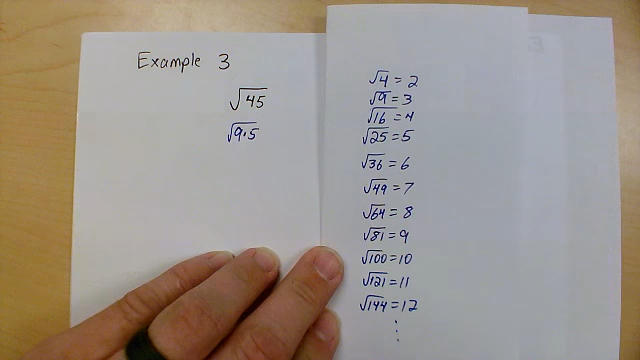 Example 3
√45
√9·5
√4 = 2
√9 = 3
√16 = 4
√25 = 5
√36 = 6
√49 = 7
√64 = 8
√81 = 9
√100 = 10
√121 = 11
√144 = 12
⋮